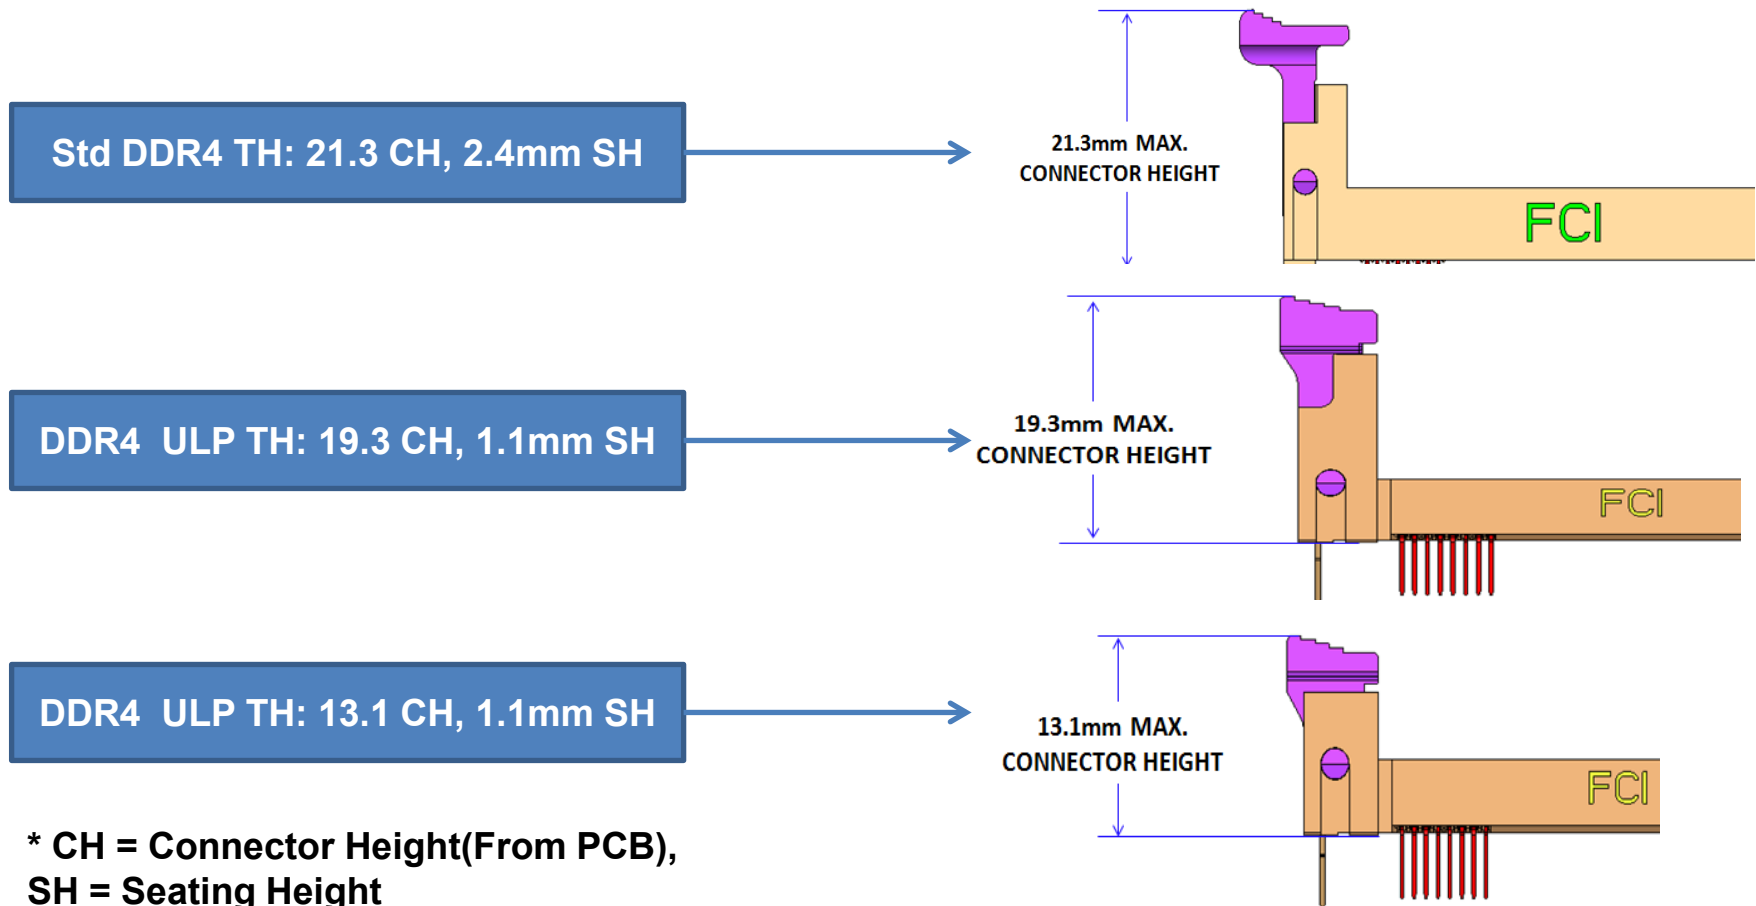 Std DDR4 TH: 21.3 CH, 2.4mm SH
21.3mm MAX.
CONNECTOR HEIGHT
FCI
DDR4  ULP TH: 19.3 CH, 1.1mm SH
19.3mm MAX.
CONNECTOR HEIGHT
FCI
DDR4  ULP TH: 13.1 CH, 1.1mm SH
13.1mm MAX.
CONNECTOR HEIGHT
FCI
* CH = Connector Height(From PCB),
SH = Seating Height